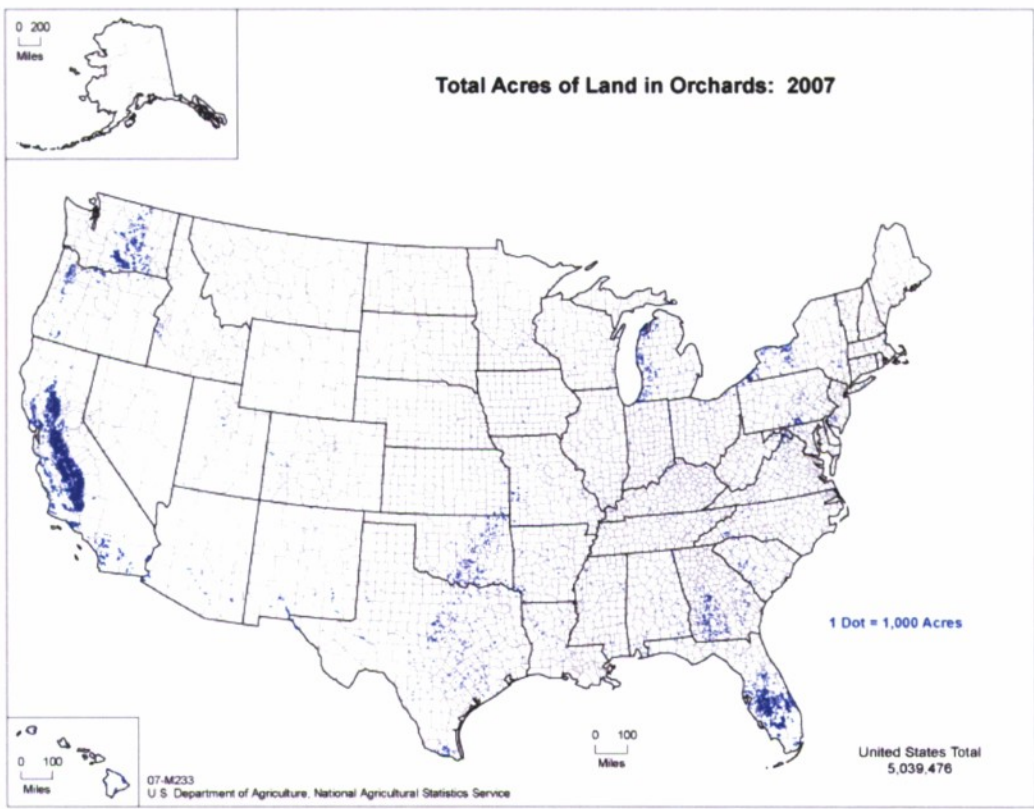 0 200
Miles
Total Acres of Land in Orchards: 2007
1 Dot = 1,000 Acres
0 100
Miles
0 100
Miles
United States Total
5,039,476
07-M233
U.S. Department of Agriculture, National Agricultural Statistics Service